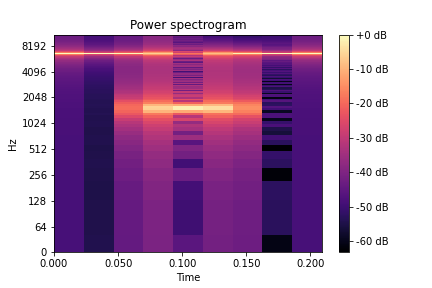 Power spectrogram
8192
4096
2048
1024
512
256
128
64
0
Hz
0.000 0.050 0.100 0.150 0.200
Time
+0 dB
-10 dB
-20 dB
-30 dB
-40 dB
-50 dB
-60 dB